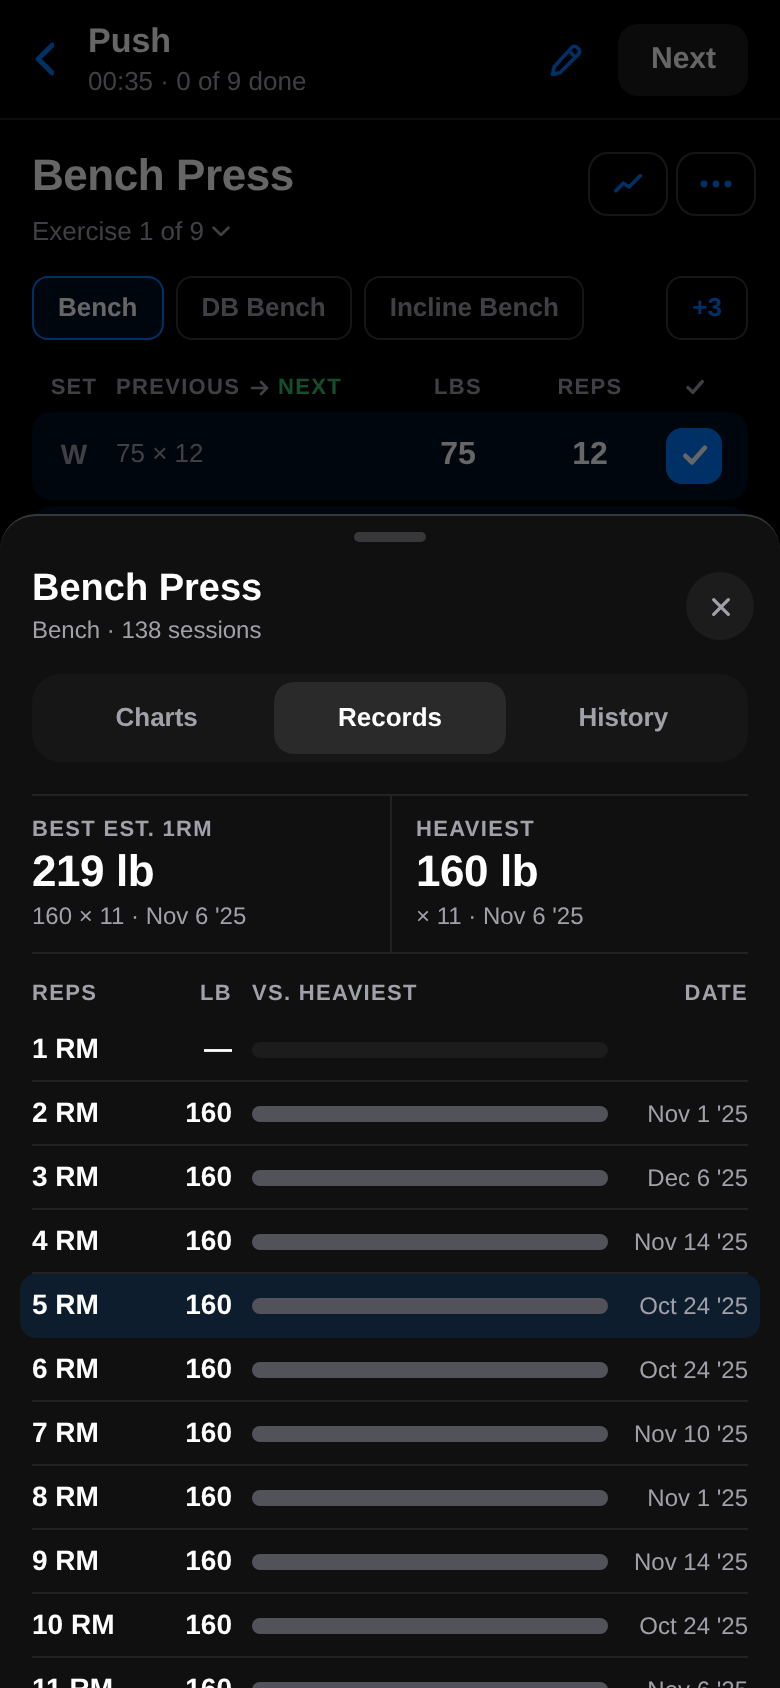 Push
00:35 · 0 of 9 done
Next
Bench Press
Exercise 1 of 9
Bench
DB Bench
Incline Bench
+3
SET PREVIOUS → NEXT LBS REPS ✓
W 75 × 12 75 12
Bench Press
Bench · 138 sessions
Charts
Records
History
BEST EST. 1RM
219 lb
160 × 11 · Nov 6 '25
HEAVIEST
160 lb
× 11 · Nov 6 '25
REPS LB VS. HEAVIEST DATE
1 RM —
2 RM 160 Nov 1 '25
3 RM 160 Dec 6 '25
4 RM 160 Nov 14 '25
5 RM 160 Oct 24 '25
6 RM 160 Oct 24 '25
7 RM 160 Nov 10 '25
8 RM 160 Nov 1 '25
9 RM 160 Nov 14 '25
10 RM 160 Oct 24 '25
11 RM 160 Nov 6 '25